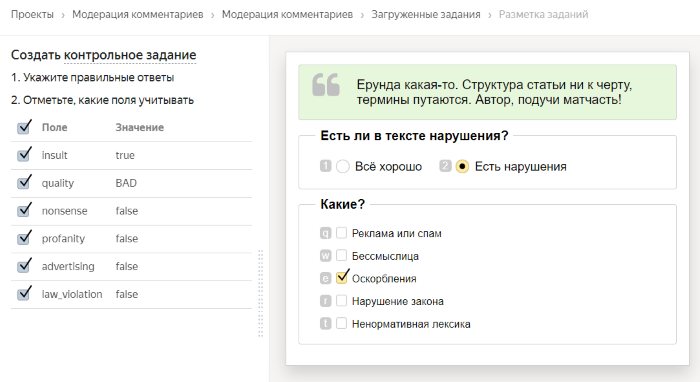 Проекты › Модерация комментариев › Модерация комментариев › Загруженные задания › Разметка заданий
Создать контрольное задание
1. Укажите правильные ответы
2. Отметьте, какие поля учитывать
Поле Значение
insult true
quality BAD
nonsense false
profanity false
advertising false
law_violation false
Ерунда какая-то. Структура статьи ни к черту,
термины путаются. Автор, подучи матчасть!
Есть ли в тексте нарушения?
1 Всё хорошо 2 Есть нарушения
Какие?
q Реклама или спам
w Бессмыслица
e Оскорбления
r Нарушение закона
t Ненормативная лексика